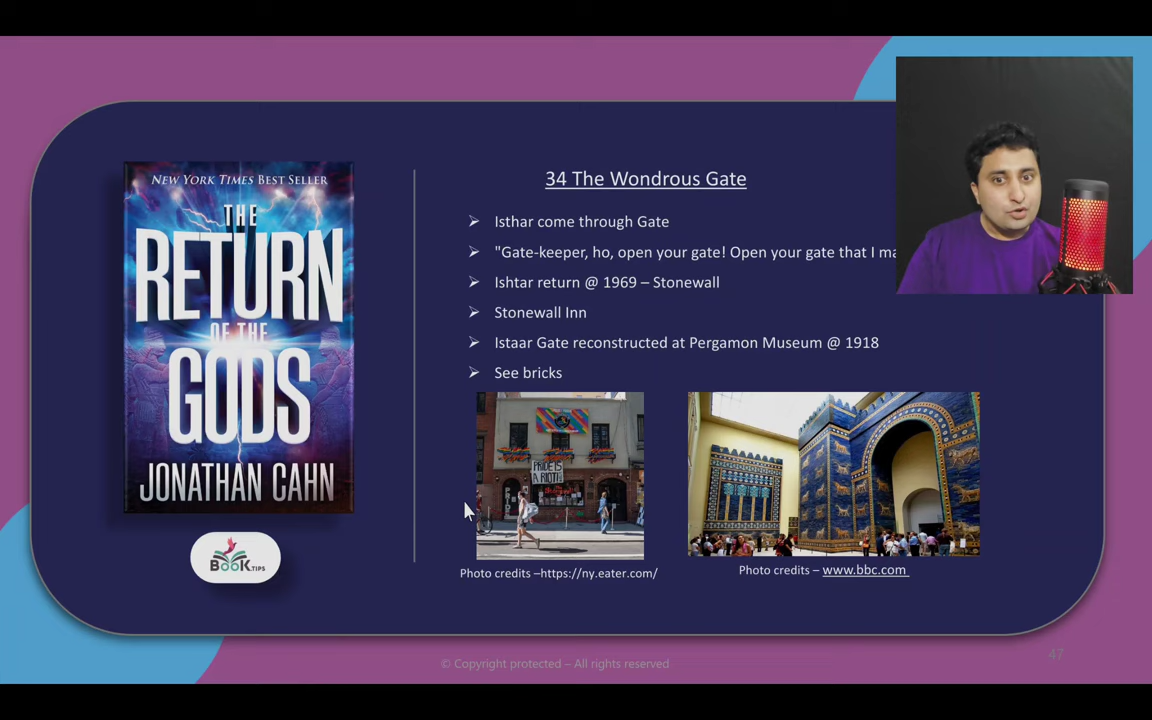 NEW YORK TIMES BEST SELLER
THE
RETURN
OF THE
GODS
JONATHAN CAHN
BOOK.TIPS
34 The Wondrous Gate
➢ Isthar come through Gate
➢ "Gate-keeper, ho, open your gate! Open your gate that I ma
➢ Ishtar return @ 1969 – Stonewall
➢ Stonewall Inn
➢ Istaar Gate reconstructed at Pergamon Museum @ 1918
➢ See bricks
PRIDE IS
A RIOT!
Photo credits –https://ny.eater.com/
Photo credits – www.bbc.com
© Copyright protected – All rights reserved
47